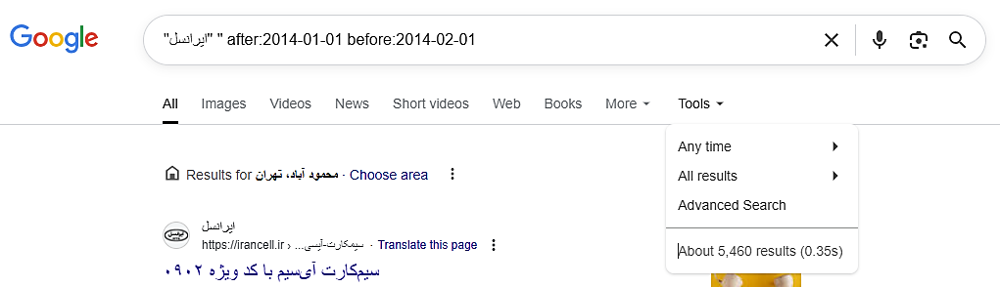 Google
"ایرانسل" " after:2014-01-01 before:2014-02-01
All Images Videos News Short videos Web Books More Tools
Any time
All results
Advanced Search
About 5,460 results (0.35s)
Results for محمود آباد، تهران · Choose area
ایرانسل
https://irancell.ir › سیمکارت-آیسی... · Translate this page
سیم‌کارت آی‌سیم با کد ویژه ۰۹۰۲